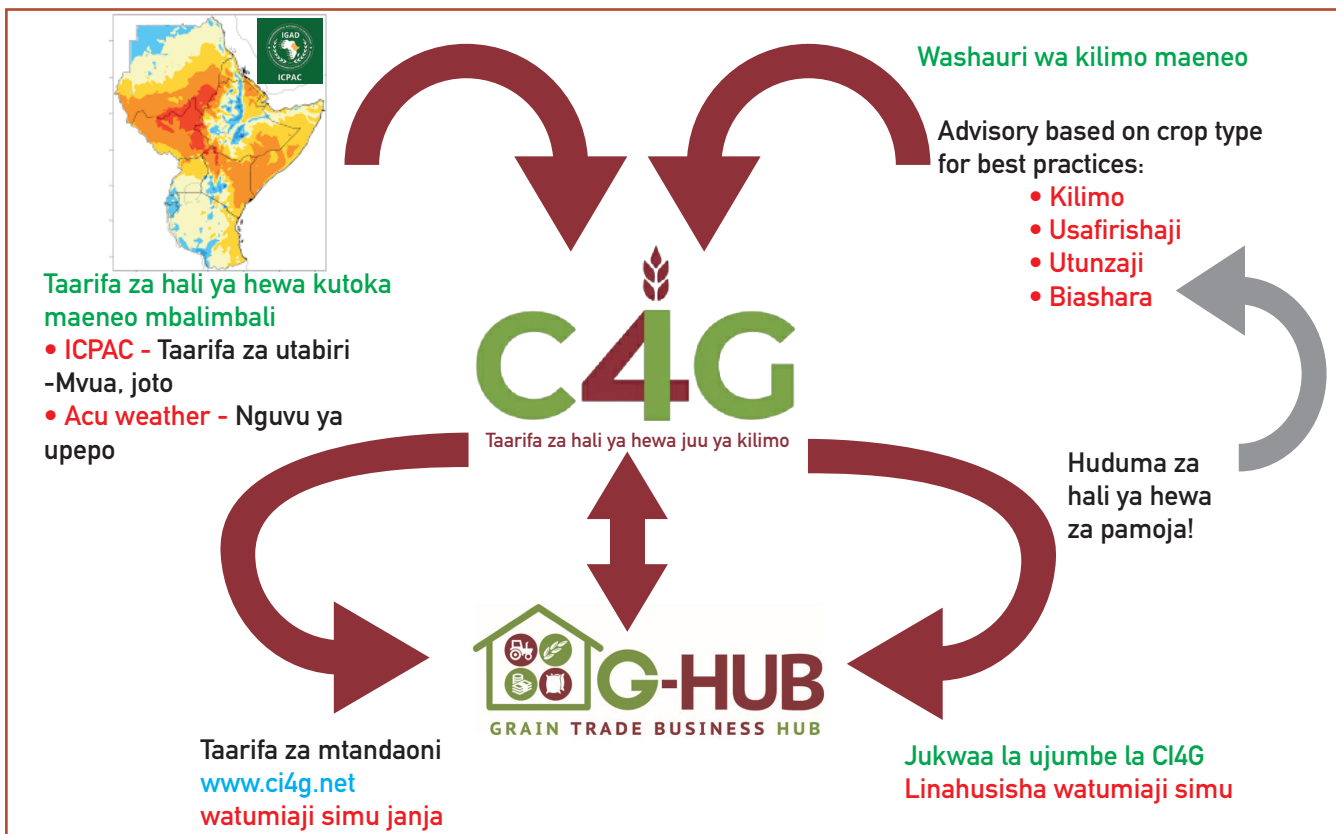 IGAD
ICPAC
Taarifa za hali ya hewa kutoka
maeneo mbalimbali
• ICPAC - Taarifa za utabiri
-Mvua, joto
• Acu weather - Nguvu ya
upepo
Washauri wa kilimo maeneo
Advisory based on crop type
for best practices:
• Kilimo
• Usafirishaji
• Utunzaji
• Biashara
C4G
Taarifa za hali ya hewa juu ya kilimo
Huduma za
hali ya hewa
za pamoja!
G-HUB
GRAIN TRADE BUSINESS HUB
Taarifa za mtandaoni
www.ci4g.net
watumiaji simu janja
Jukwaa la ujumbe la CI4G
Linahusisha watumiaji simu